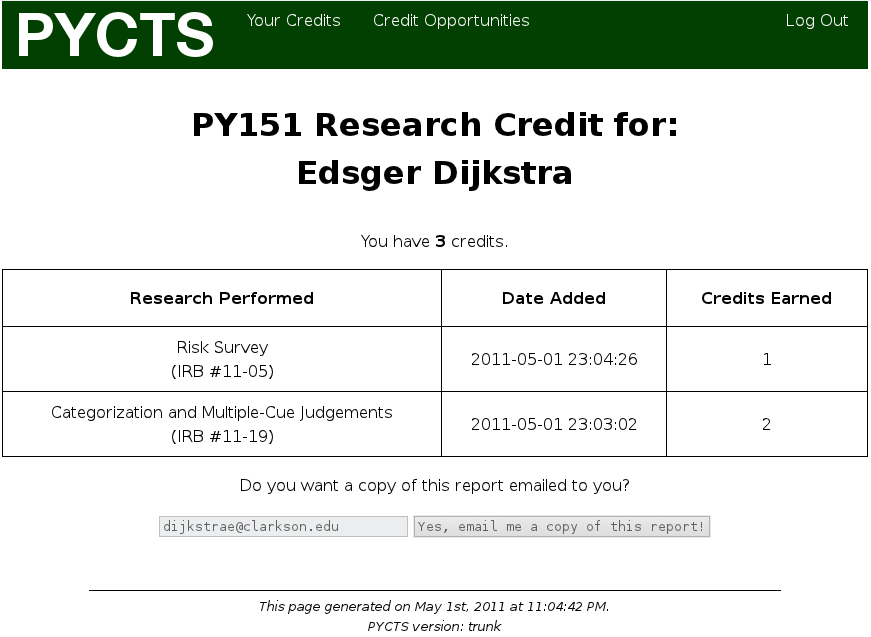 PYCTS
Your Credits Credit Opportunities Log Out
PY151 Research Credit for:
Edsger Dijkstra
You have 3 credits.
Research Performed Date Added Credits Earned
Risk Survey
(IRB #11-05) 2011-05-01 23:04:26 1
Categorization and Multiple-Cue Judgements
(IRB #11-19) 2011-05-01 23:03:02 2
Do you want a copy of this report emailed to you?
dijkstrae@clarkson.edu Yes, email me a copy of this report!
This page generated on May 1st, 2011 at 11:04:42 PM.
PYCTS version: trunk